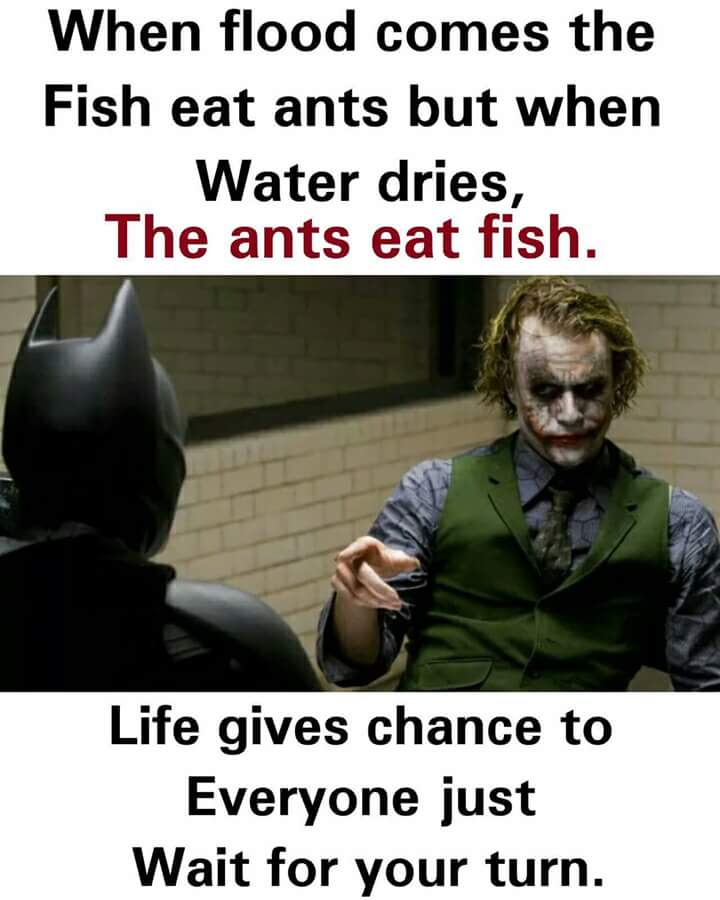 When flood comes the
Fish eat ants but when
Water dries,
The ants eat fish.
Life gives chance to
Everyone just
Wait for your turn.